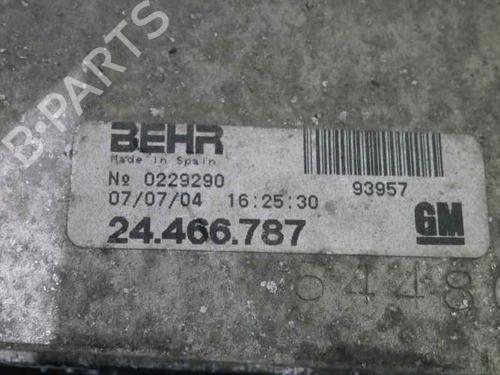 B-PARTS
BEHR
Made in Spain
Nº 0229290
93957
07/07/04 16:25:30
24.466.787
GM